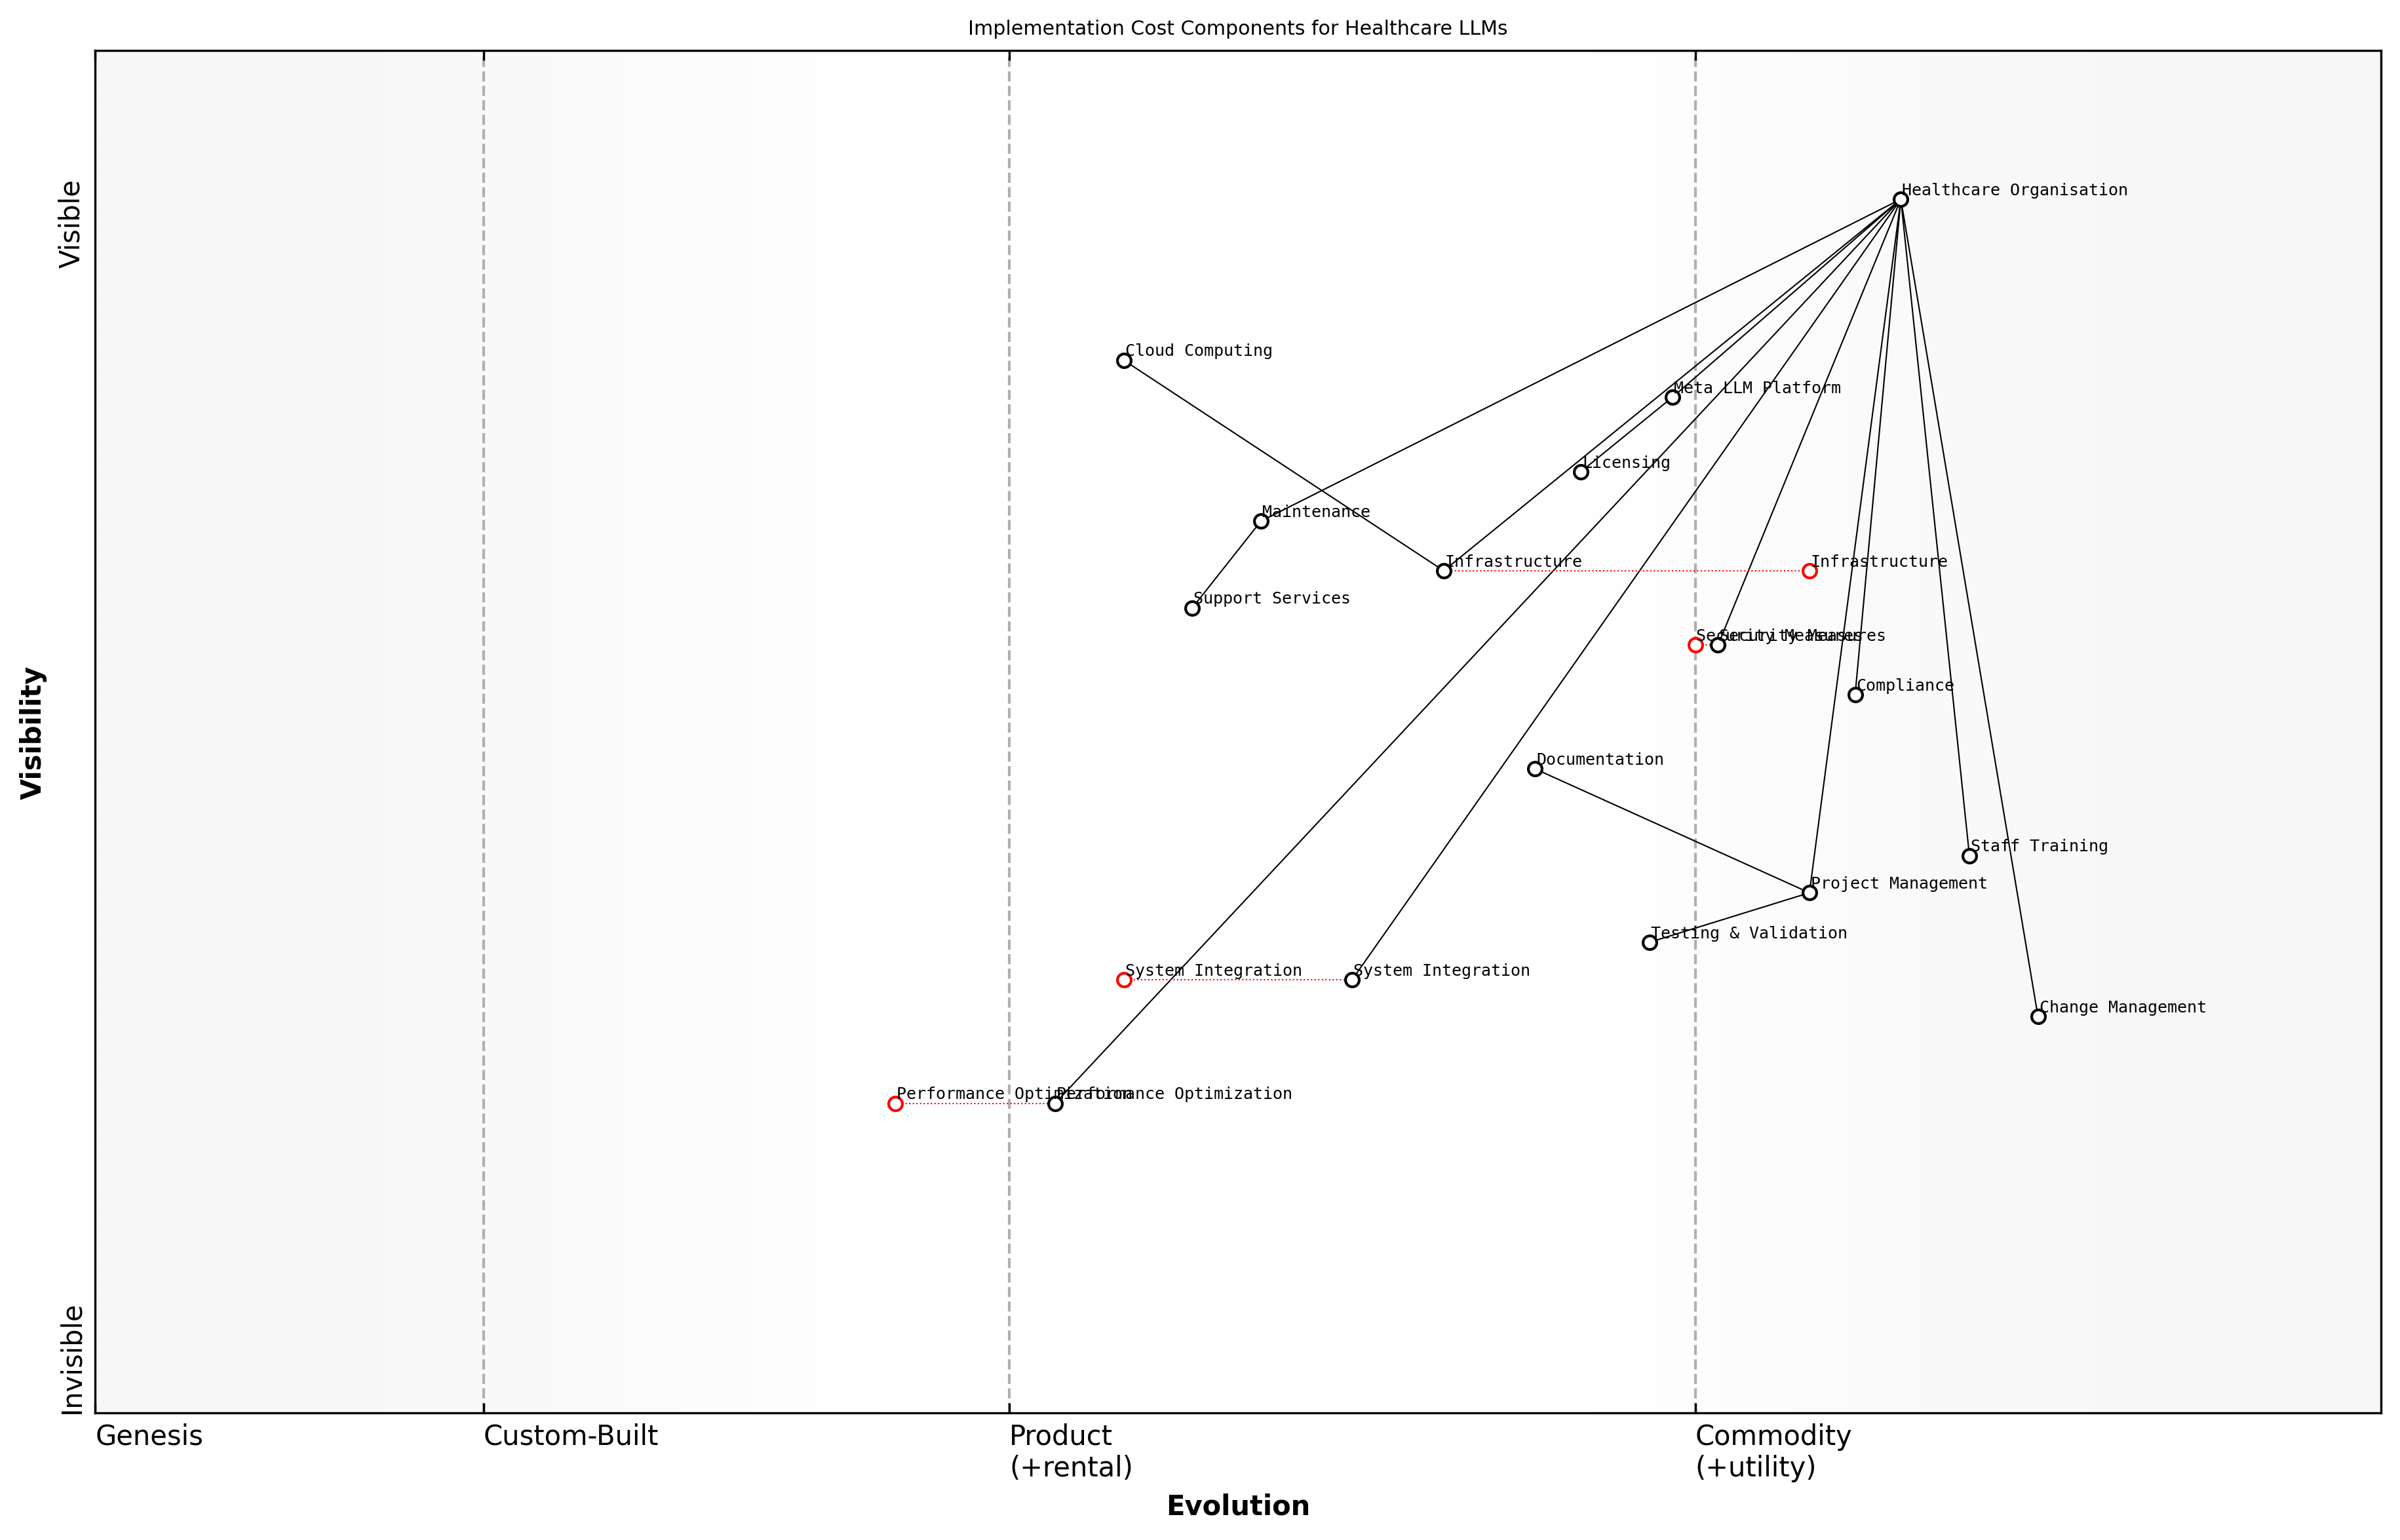 Implementation Cost Components for Healthcare LLMs
Visible
Healthcare Organisation
Cloud Computing
Meta LLM Platform
Licensing
Maintenance
Infrastructure
Infrastructure
Support Services
Security Measures
Security Measures
Compliance
Visibility
Documentation
Staff Training
Project Management
Testing & Validation
System Integration
System Integration
Change Management
Performance Optimization
Performance Optimization
Invisible
Genesis
Custom-Built
Product
(+rental)
Commodity
(+utility)
Evolution